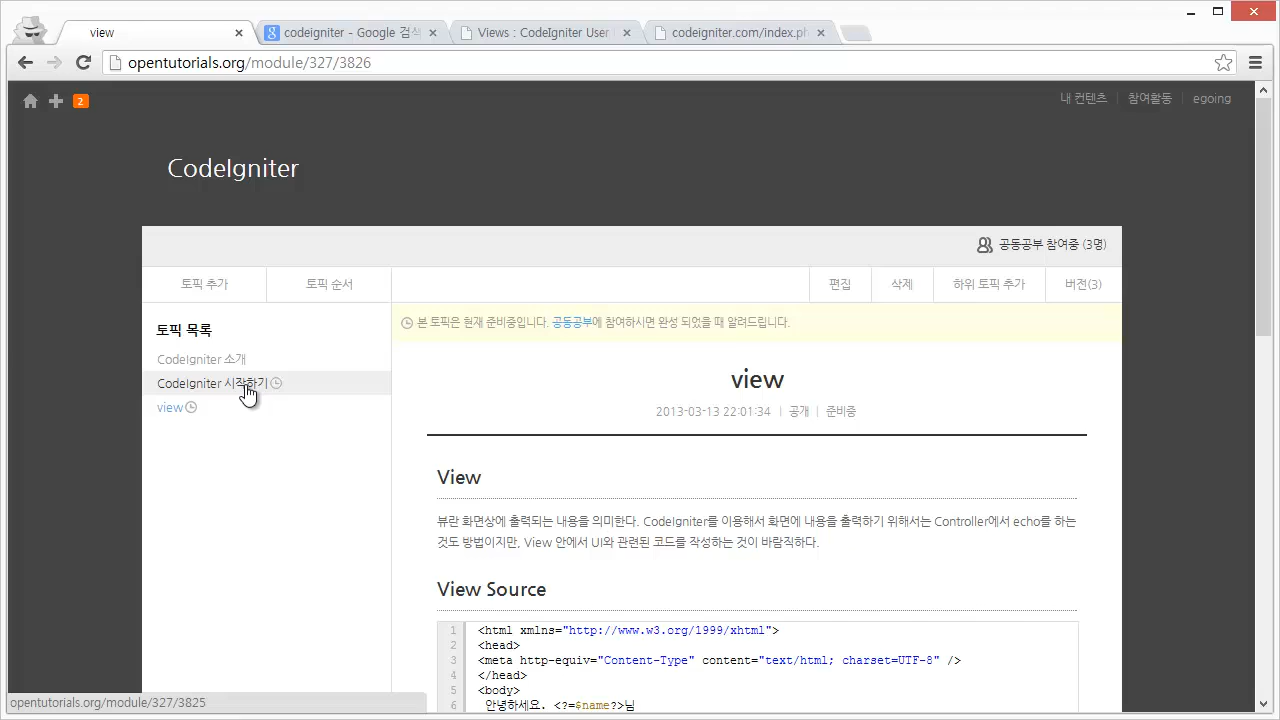 view
codeigniter - Google 검색
Views : CodeIgniter User
codeigniter.com/index.ph
opentutorials.org/module/327/3826
2
내 컨텐츠
참여활동
egoing
CodeIgniter
공동공부 참여중 (3명)
토픽 추가
토픽 순서
편집
삭제
하위 토픽 추가
버전(3)
토픽 목록
CodeIgniter 소개
CodeIgniter 시작하기
view
본 토픽은 현재 준비중입니다. 공동공부에 참여하시면 완성 되었을 때 알려드립니다.
view
2013-03-13 22:01:34 | 공개 | 준비중
View
뷰란 화면상에 출력되는 내용을 의미한다. CodeIgniter를 이용해서 화면에 내용을 출력하기 위해서는 Controller에서 echo를 하는
것도 방법이지만, View 안에서 UI와 관련된 코드를 작성하는 것이 바람직하다.
View Source
1 <html xmlns="http://www.w3.org/1999/xhtml">
2 <head>
3 <meta http-equiv="Content-Type" content="text/html; charset=UTF-8" />
4 </head>
5 <body>
6 안녕하세요. <?=$name?>님
opentutorials.org/module/327/3825